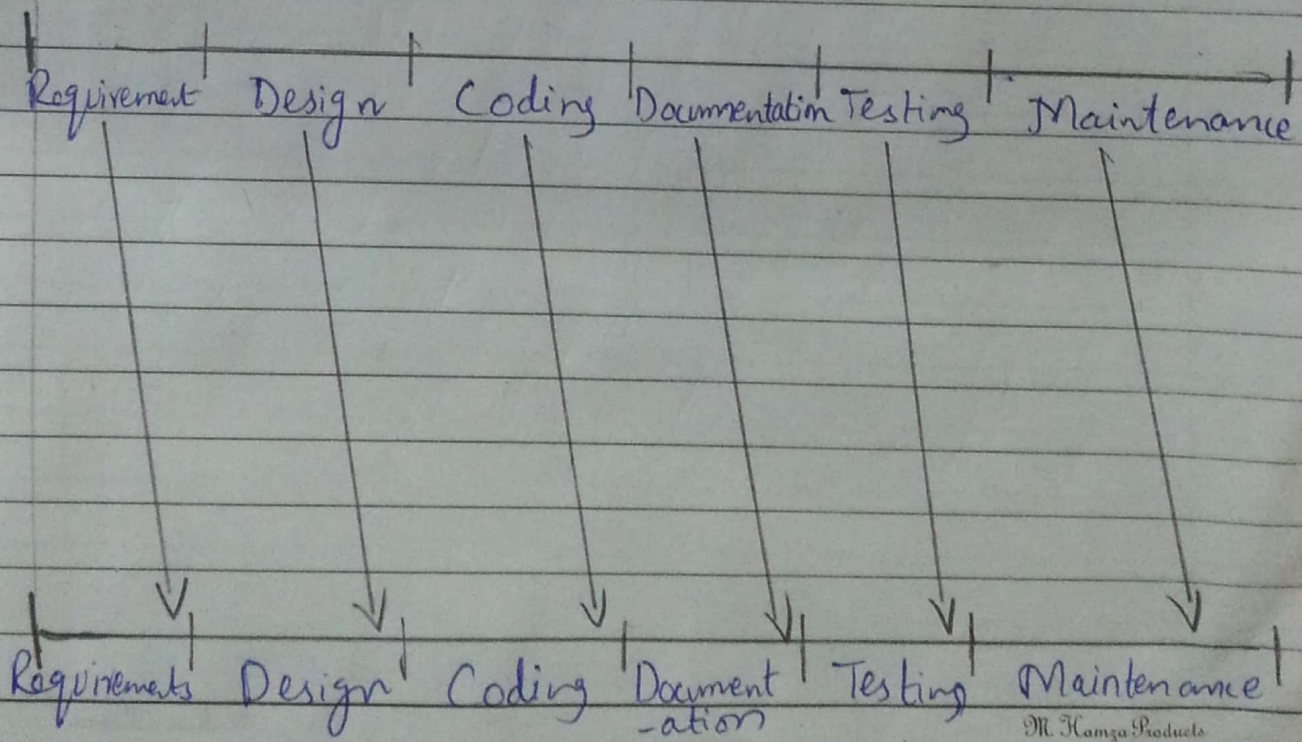 Requirement Design Coding Documentation Testing Maintenance
Requirements Design Coding Document Testing Maintenance
-ation
M. Hamza Products